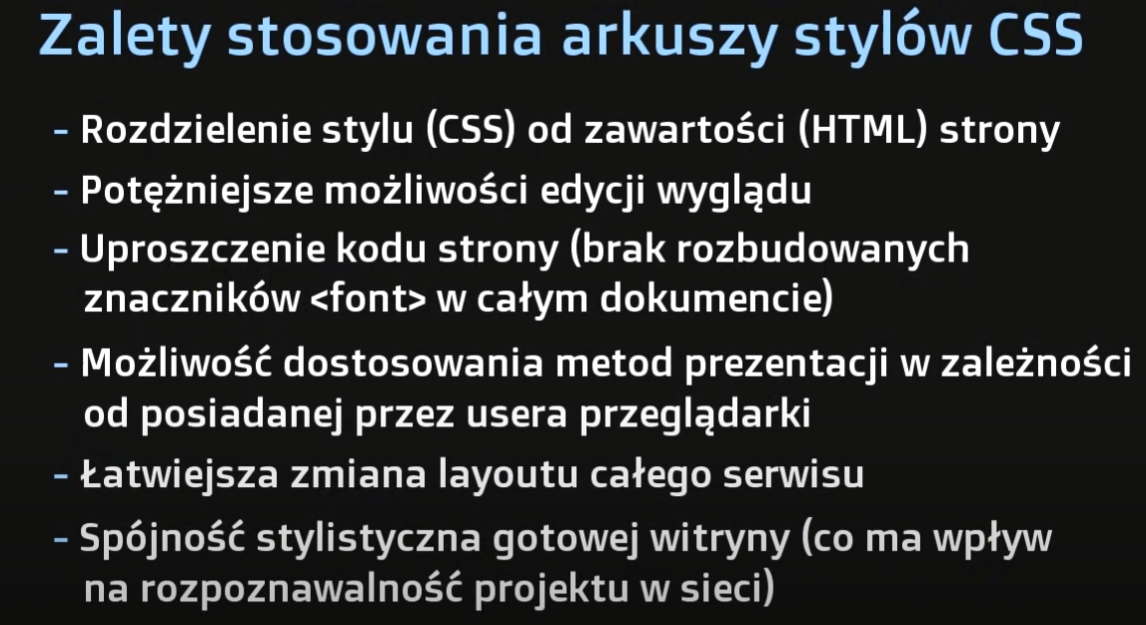 Zalety stosowania arkuszy stylów CSS
- Rozdzielenie stylu (CSS) od zawartości (HTML) strony
- Potężniejsze możliwości edycji wyglądu
- Uproszczenie kodu strony (brak rozbudowanych
znaczników <font> w całym dokumencie)
- Możliwość dostosowania metod prezentacji w zależności
od posiadanej przez usera przeglądarki
- Łatwiejsza zmiana layoutu całego serwisu
- Spójność stylistyczna gotowej witryny (co ma wpływ
na rozpoznawalność projektu w sieci)